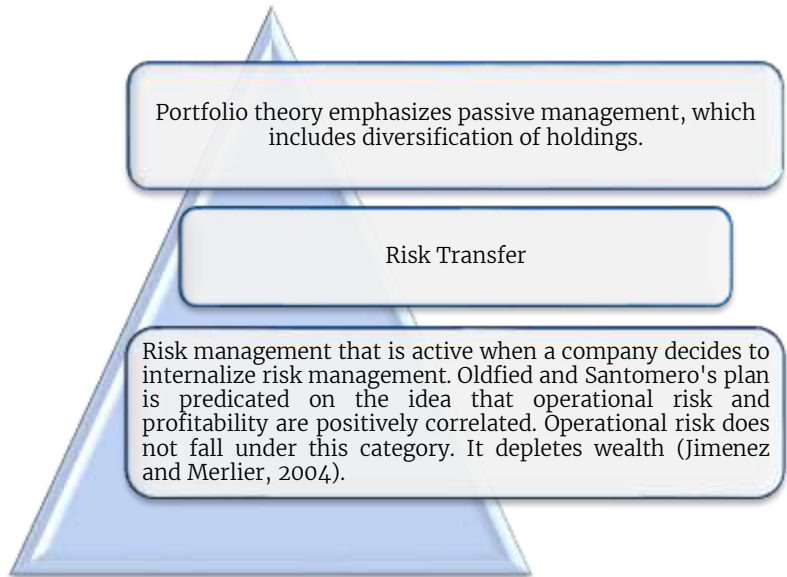 Portfolio theory emphasizes passive management, which
includes diversification of holdings.
Risk Transfer
Risk management that is active when a company decides to
internalize risk management. Oldfied and Santomero's plan
is predicated on the idea that operational risk and
profitability are positively correlated. Operational risk does
not fall under this category. It depletes wealth (Jimenez
and Merlier, 2004).